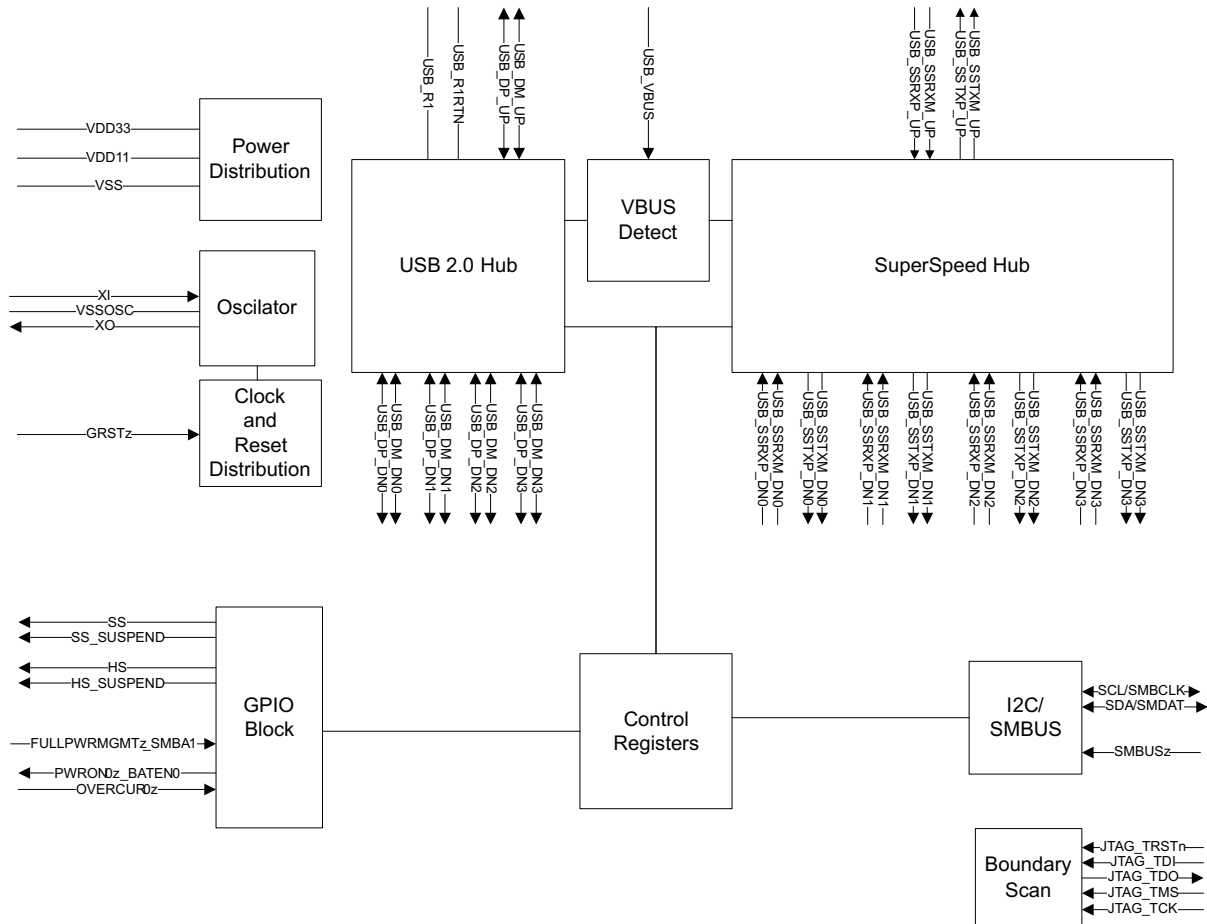 USB_R1
USB_R1RTN
USB_DP_UP
USB_DM_UP
USB_VBUS
USB_SSRXP_UP
USB_SSRXM_UP
USB_SSTXP_UP
USB_SSTXM_UP
VDD33
VDD11
VSS
Power
Distribution
USB 2.0 Hub
VBUS
Detect
SuperSpeed Hub
XI
VSSOSC
XO
Oscilator
GRSTz
Clock
and
Reset
Distribution
USB_DP_DN0
USB_DM_DN0
USB_DP_DN1
USB_DM_DN1
USB_DP_DN2
USB_DM_DN2
USB_DP_DN3
USB_DM_DN3
USB_SSRXP_DN0
USB_SSRXM_DN0
USB_SSTXP_DN0
USB_SSTXM_DN0
USB_SSRXP_DN1
USB_SSRXM_DN1
USB_SSTXP_DN1
USB_SSTXM_DN1
USB_SSRXP_DN2
USB_SSRXM_DN2
USB_SSTXP_DN2
USB_SSTXM_DN2
USB_SSRXP_DN3
USB_SSRXM_DN3
USB_SSTXP_DN3
USB_SSTXM_DN3
SS
SS_SUSPEND
HS
HS_SUSPEND
FULLPWRMGMTz_SMBA1
PWRON0z_BATEN0
OVERCUR0z
GPIO
Block
Control
Registers
I2C/
SMBUS
SCL/SMBCLK
SDA/SMDAT
SMBUSz
Boundary
Scan
JTAG_TRSTn
JTAG_TDI
JTAG_TDO
JTAG_TMS
JTAG_TCK